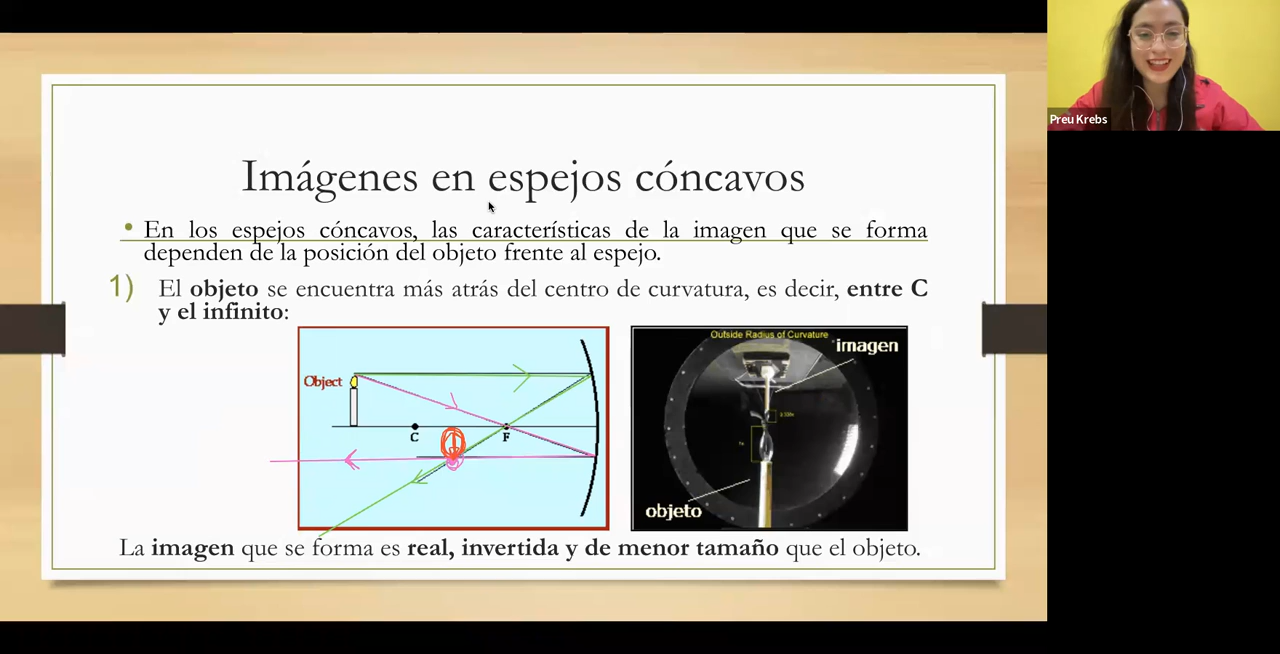 Preu Krebs
Imágenes en espejos cóncavos
• En los espejos cóncavos, las características de la imagen que se forma
dependen de la posición del objeto frente al espejo.
1) El objeto se encuentra más atrás del centro de curvatura, es decir, entre C
y el infinito:
Object
C
F
Outside Radius of Curvature
imagen
objeto
La imagen que se forma es real, invertida y de menor tamaño que el objeto.